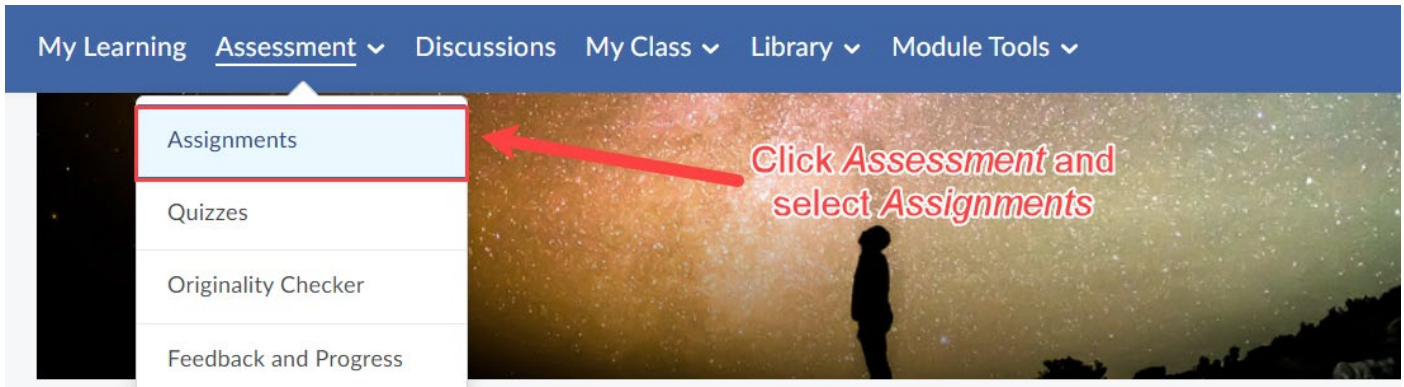 My Learning Assessment Discussions My Class Library Module Tools
Assignments
Quizzes
Originality Checker
Feedback and Progress
Click Assessment and
select Assignments